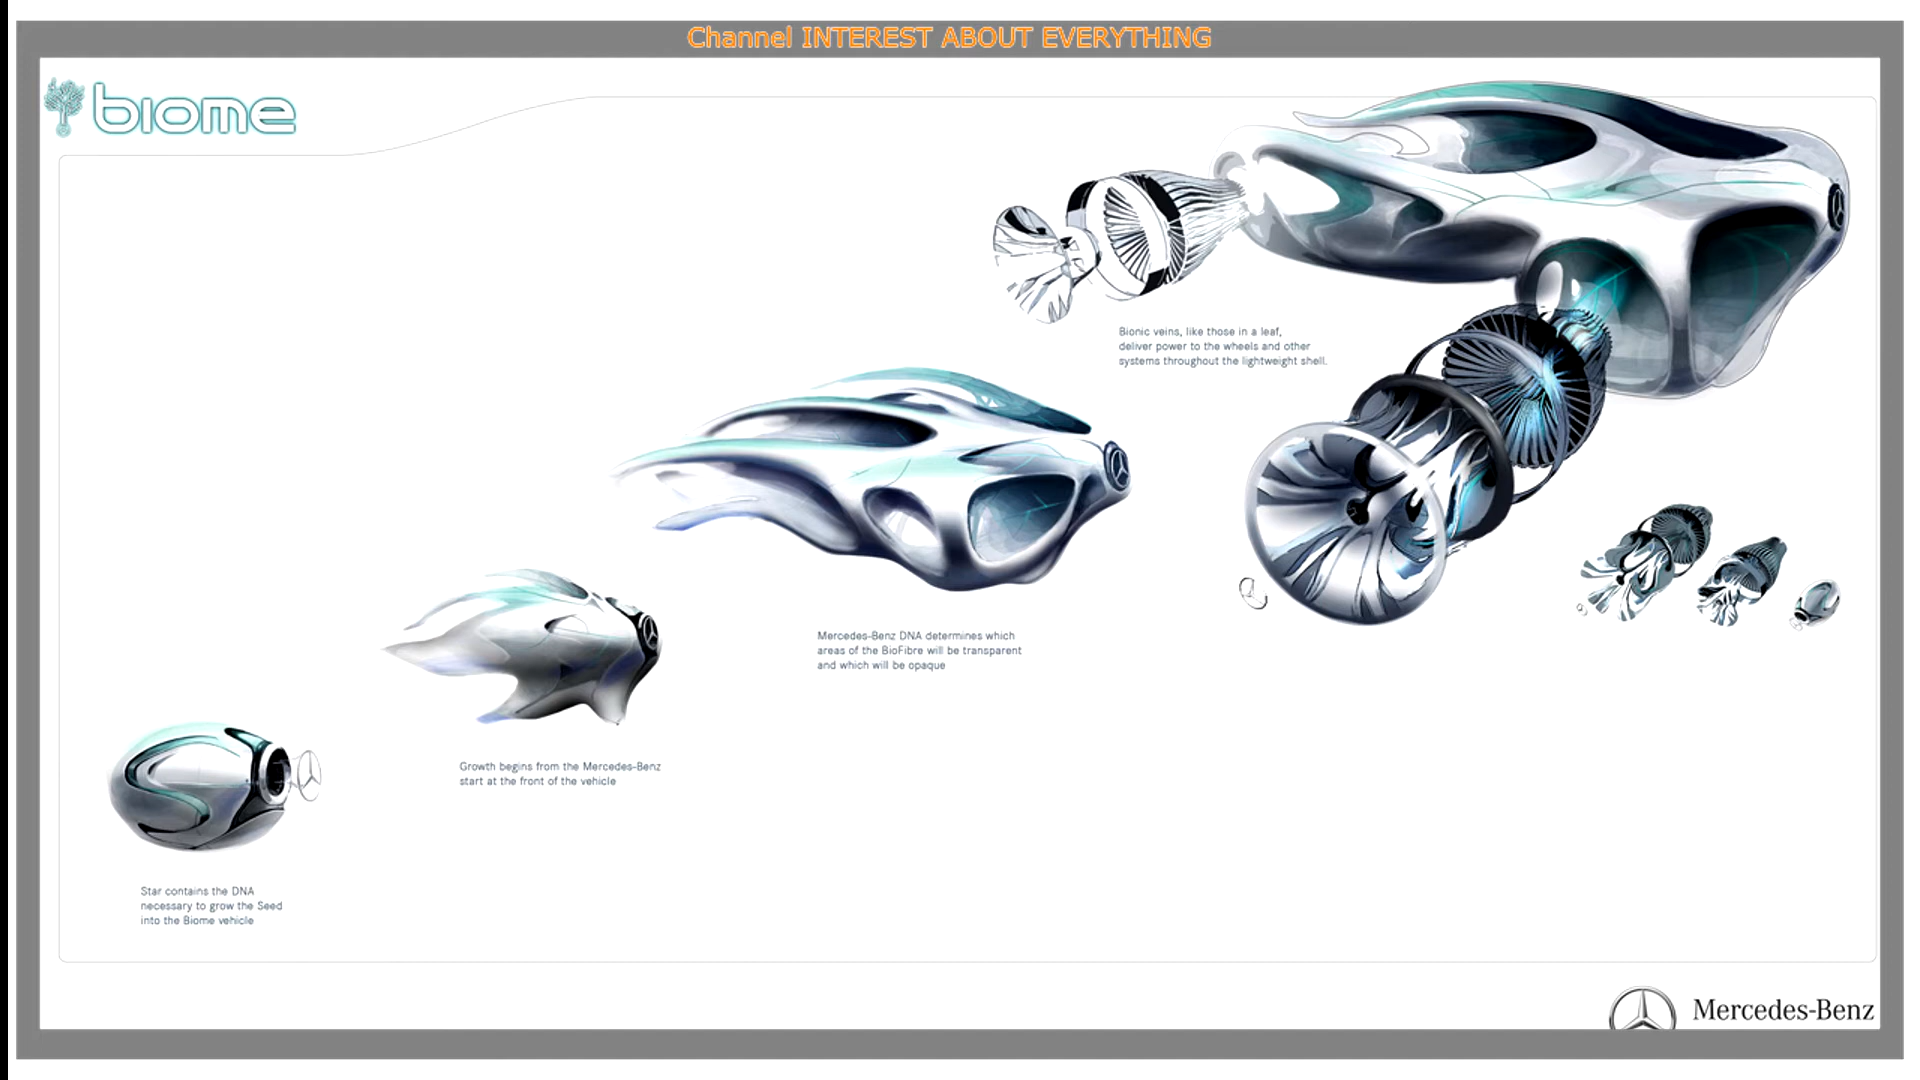 Channel INTEREST ABOUT EVERYTHING
biome
Bionic veins, like those in a leaf,
deliver power to the wheels and other
systems throughout the lightweight shell.
Mercedes-Benz DNA determines which
areas of the BioFibre will be transparent
and which will be opaque
Growth begins from the Mercedes-Benz
start at the front of the vehicle
Star contains the DNA
necessary to grow the Seed
into the Biome vehicle
Mercedes-Benz